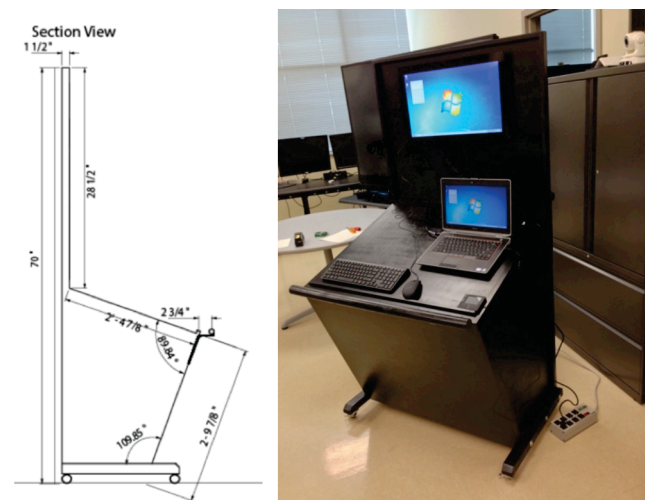 Section View
1 1/2"
28 1/2"
70"
2 3/4"
2' - 4 7/8"
89.84°
109.85°
2 - 9 7/8"